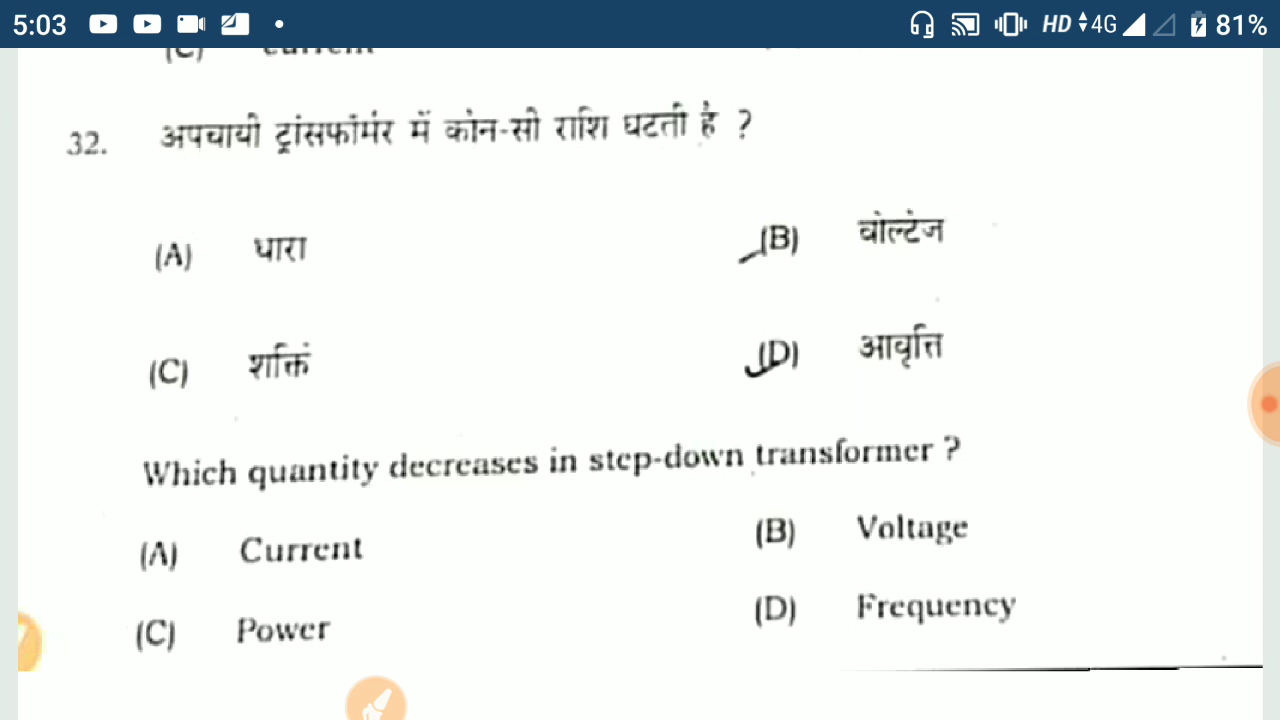 5:03 HD 4G 81%
(C) Current
32. अपचायी ट्रांसफॉर्मर में कौन-सी राशि घटती है ?
(A) धारा (B) वोल्टेज
(C) शक्ति (D) आवृत्ति
Which quantity decreases in step-down transformer ?
(A) Current (B) Voltage
(C) Power (D) Frequency